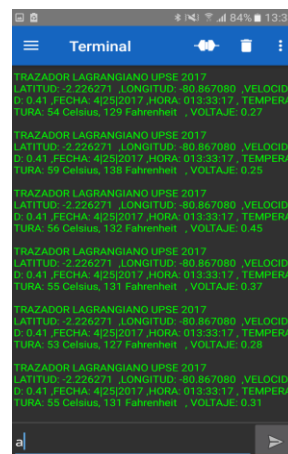 84% 13:3
Terminal
TRAZADOR LAGRANGIANO UPSE 2017
LATITUD: -2.226271 ,LONGITUD: -80.867080 ,VELOCID
D: 0.41 ,FECHA: 4|25|2017 ,HORA: 013:33:17 , TEMPERA
TURA: 54 Celsius, 129 Fahrenheit , VOLTAJE: 0.27
TRAZADOR LAGRANGIANO UPSE 2017
LATITUD: -2.226271 ,LONGITUD: -80.867080 ,VELOCID
D: 0.41 ,FECHA: 4|25|2017 ,HORA: 013:33:17 , TEMPERA
TURA: 59 Celsius, 138 Fahrenheit , VOLTAJE: 0.25
TRAZADOR LAGRANGIANO UPSE 2017
LATITUD: -2.226271 ,LONGITUD: -80.867080 ,VELOCID
D: 0.41 ,FECHA: 4|25|2017 ,HORA: 013:33:17 , TEMPERA
TURA: 56 Celsius, 132 Fahrenheit , VOLTAJE: 0.45
TRAZADOR LAGRANGIANO UPSE 2017
LATITUD: -2.226271 ,LONGITUD: -80.867080 ,VELOCID
D: 0.41 ,FECHA: 4|25|2017 ,HORA: 013:33:17 , TEMPERA
TURA: 55 Celsius, 131 Fahrenheit , VOLTAJE: 0.37
TRAZADOR LAGRANGIANO UPSE 2017
LATITUD: -2.226271 ,LONGITUD: -80.867080 ,VELOCID
D: 0.41 ,FECHA: 4|25|2017 ,HORA: 013:33:17 , TEMPERA
TURA: 53 Celsius, 127 Fahrenheit , VOLTAJE: 0.28
TRAZADOR LAGRANGIANO UPSE 2017
LATITUD: -2.226271 ,LONGITUD: -80.867080 ,VELOCID
D: 0.41 ,FECHA: 4|25|2017 ,HORA: 013:33:17 , TEMPERA
TURA: 55 Celsius, 131 Fahrenheit , VOLTAJE: 0.31
a